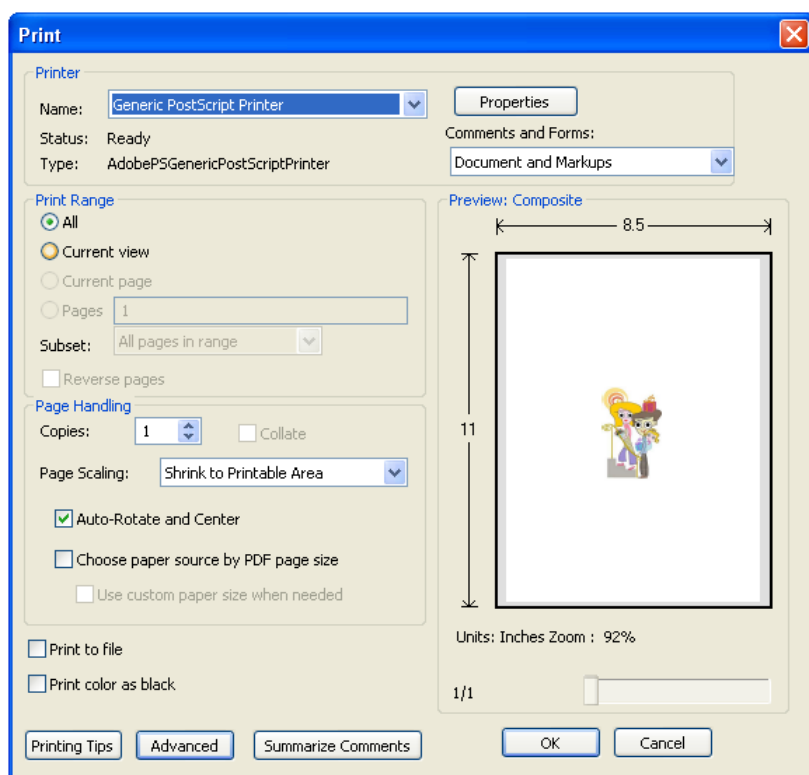 Print
Printer
Name: Generic PostScript Printer
Properties
Status: Ready
Comments and Forms:
Type: AdobePSGenericPostScriptPrinter
Document and Markups
Print Range
All
Current view
Current page
Pages 1
Subset: All pages in range
Reverse pages
Page Handling
Copies: 1 Collate
Page Scaling: Shrink to Printable Area
Auto-Rotate and Center
Choose paper source by PDF page size
Use custom paper size when needed
Print to file
Print color as black
Preview: Composite
8.5
11
Units: Inches Zoom : 92%
1/1
Printing Tips Advanced Summarize Comments OK Cancel